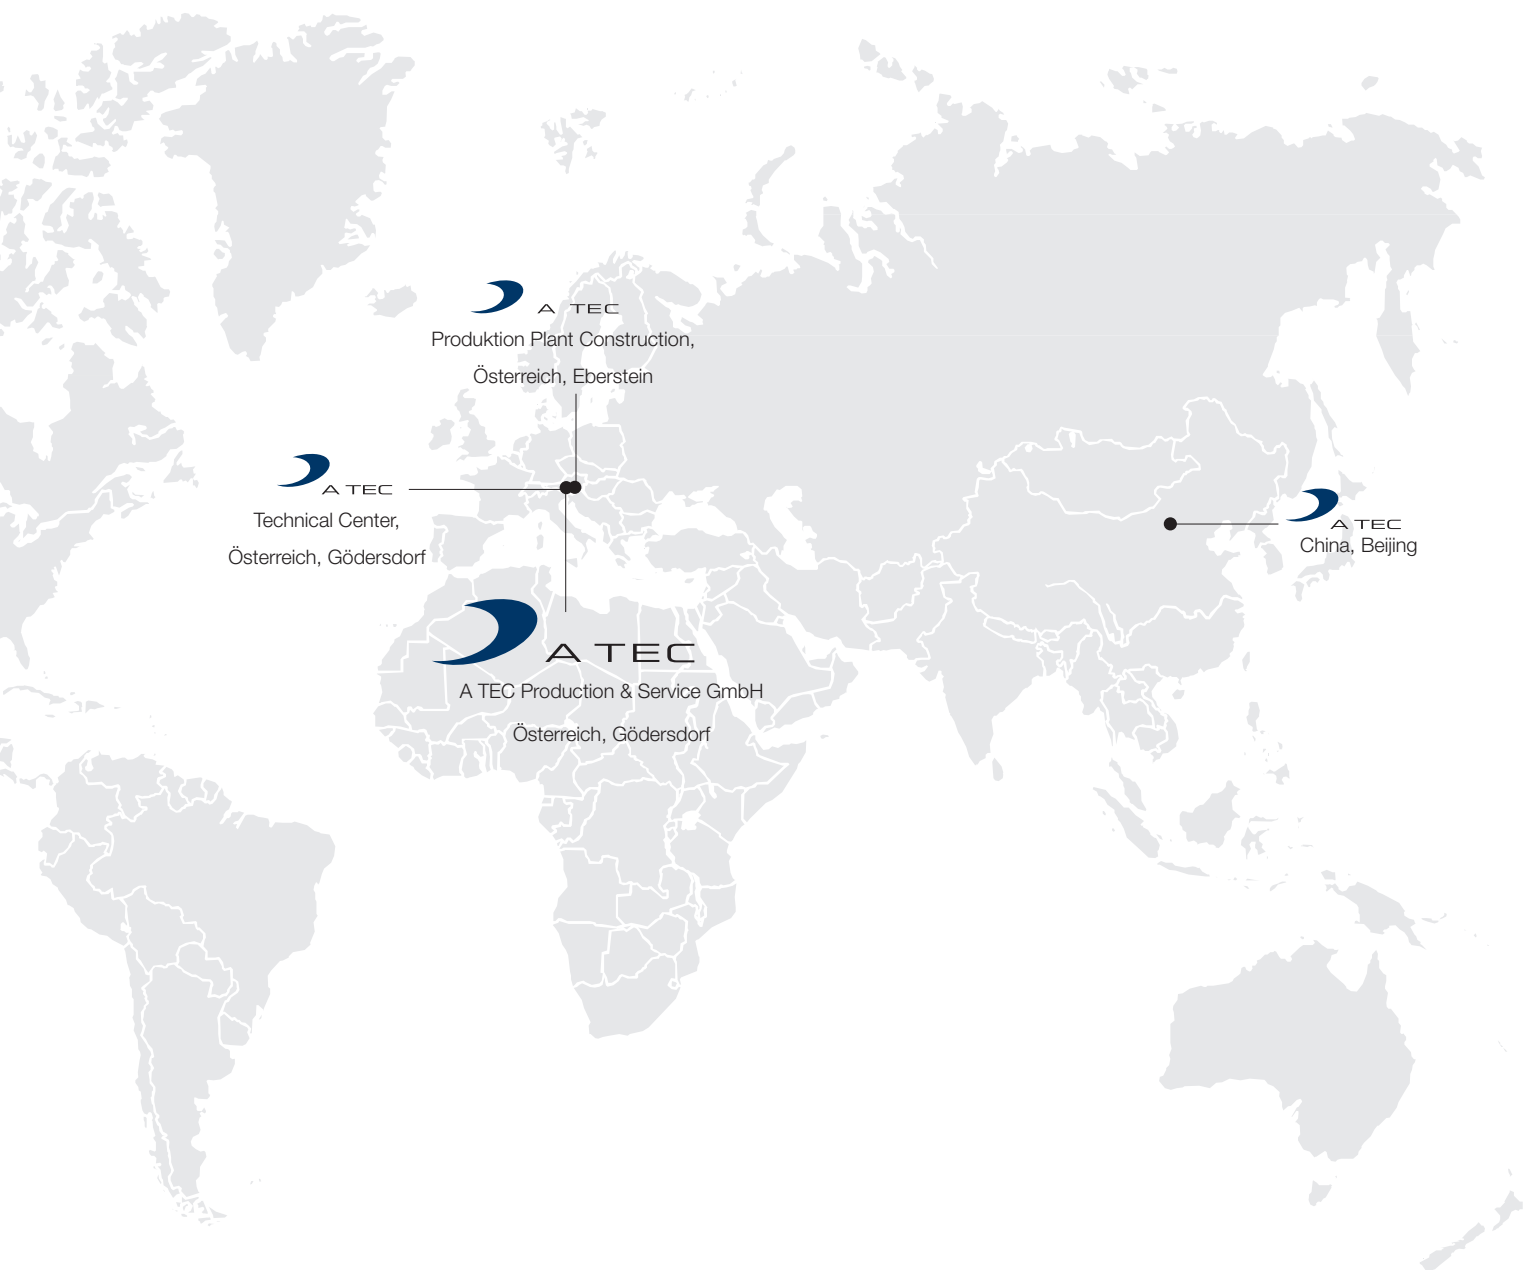 A TEC
Produktion Plant Construction,
Österreich, Eberstein
A TEC
Technical Center,
Österreich, Gödersdorf
A TEC
China, Beijing
A TEC
A TEC Production & Service GmbH
Österreich, Gödersdorf